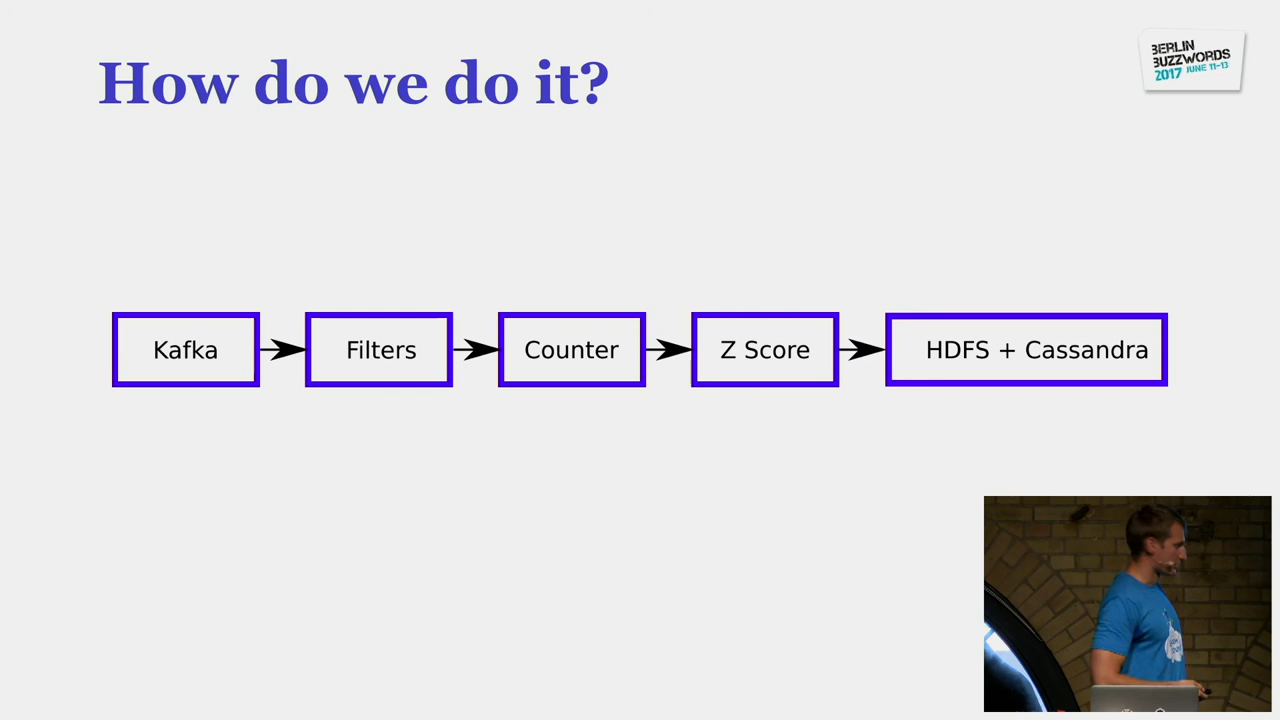 How do we do it?
BERLIN
BUZZWORDS
2017 JUNE 11-13
Kafka
Filters
Counter
Z Score
HDFS + Cassandra